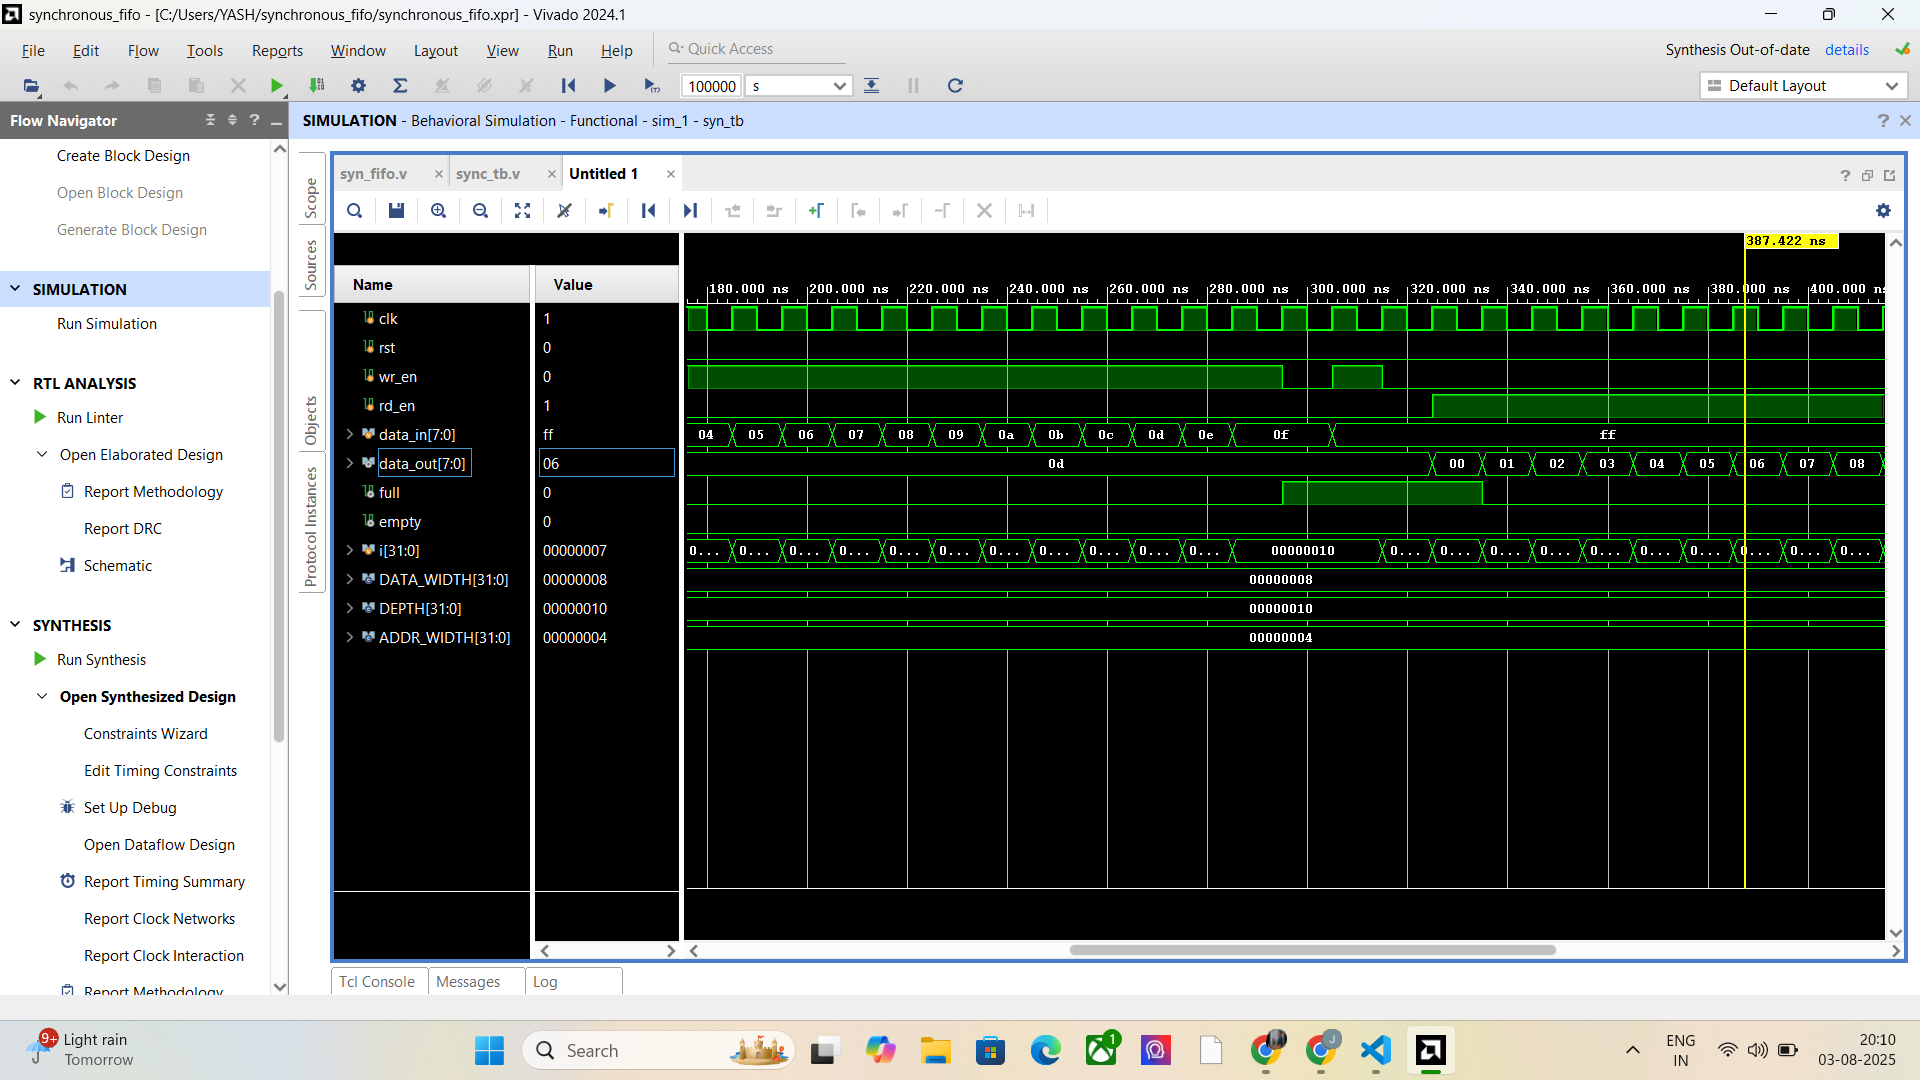 synchronous_fifo - [C:/Users/YASH/synchronous_fifo/synchronous_fifo.xpr] - Vivado 2024.1
File Edit Flow Tools Reports Window Layout View Run Help Quick Access
Synthesis Out-of-date details
100000 s
Default Layout
Flow Navigator
SIMULATION - Behavioral Simulation - Functional - sim_1 - syn_tb
Create Block Design
Open Block Design
Generate Block Design
SIMULATION
Run Simulation
RTL ANALYSIS
Run Linter
Open Elaborated Design
Report Methodology
Report DRC
Schematic
SYNTHESIS
Run Synthesis
Open Synthesized Design
Constraints Wizard
Edit Timing Constraints
Set Up Debug
Open Dataflow Design
Report Timing Summary
Report Clock Networks
Report Clock Interaction
Report Methodology
Scope
Sources
Objects
Protocol Instances
syn_fifo.v sync_tb.v Untitled 1
387.422 ns
Name Value
180.000 ns 200.000 ns 220.000 ns 240.000 ns 260.000 ns 280.000 ns 300.000 ns 320.000 ns 340.000 ns 360.000 ns 380.000 ns 400.000 ns
clk 1
rst 0
wr_en 0
rd_en 1
data_in[7:0] ff 04 05 06 07 08 09 0a 0b 0c 0d 0e 0f ff
data_out[7:0] 06 0d 00 01 02 03 04 05 06 07 08
full 0
empty 0
i[31:0] 00000007 0... 0... 0... 0... 0... 0... 0... 0... 0... 0... 0... 00000010 0... 0... 0... 0... 0... 0... 0... 0... 0... 0...
DATA_WIDTH[31:0] 00000008 00000008
DEPTH[31:0] 00000010 00000010
ADDR_WIDTH[31:0] 00000004 00000004
Tcl Console Messages Log
9+
Light rain
Tomorrow
Search
1
J
ENG
IN
20:10
03-08-2025